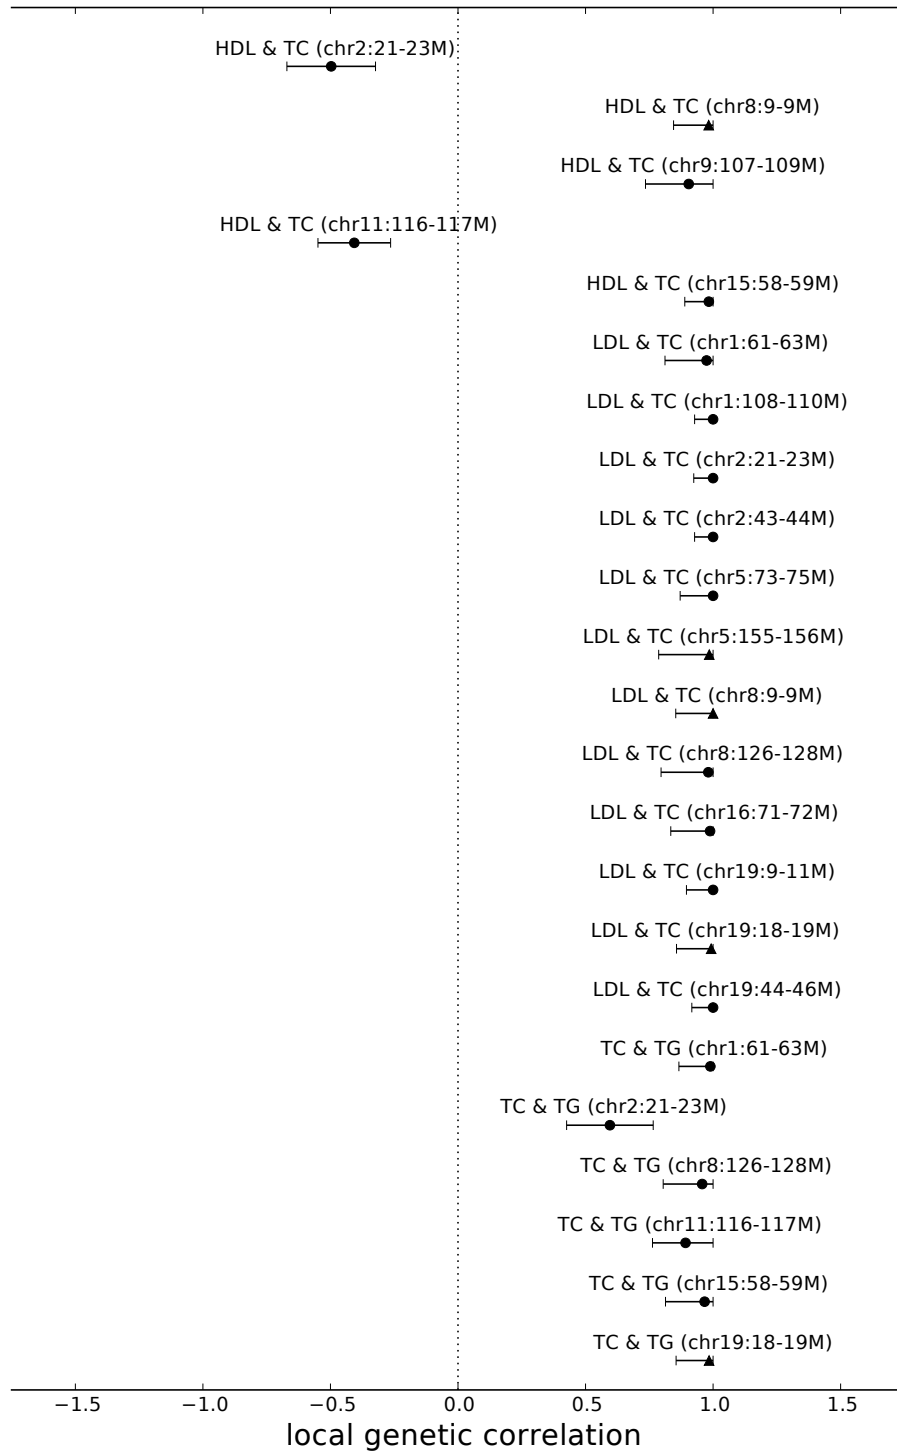 HDL & TC (chr2:21-23M)
HDL & TC (chr8:9-9M)
HDL & TC (chr9:107-109M)
HDL & TC (chr11:116-117M)
HDL & TC (chr15:58-59M)
LDL & TC (chr1:61-63M)
LDL & TC (chr1:108-110M)
LDL & TC (chr2:21-23M)
LDL & TC (chr2:43-44M)
LDL & TC (chr5:73-75M)
LDL & TC (chr5:155-156M)
LDL & TC (chr8:9-9M)
LDL & TC (chr8:126-128M)
LDL & TC (chr16:71-72M)
LDL & TC (chr19:9-11M)
LDL & TC (chr19:18-19M)
LDL & TC (chr19:44-46M)
TC & TG (chr1:61-63M)
TC & TG (chr2:21-23M)
TC & TG (chr8:126-128M)
TC & TG (chr11:116-117M)
TC & TG (chr15:58-59M)
TC & TG (chr19:18-19M)
−1.5 −1.0 −0.5 0.0 0.5 1.0 1.5
local genetic correlation